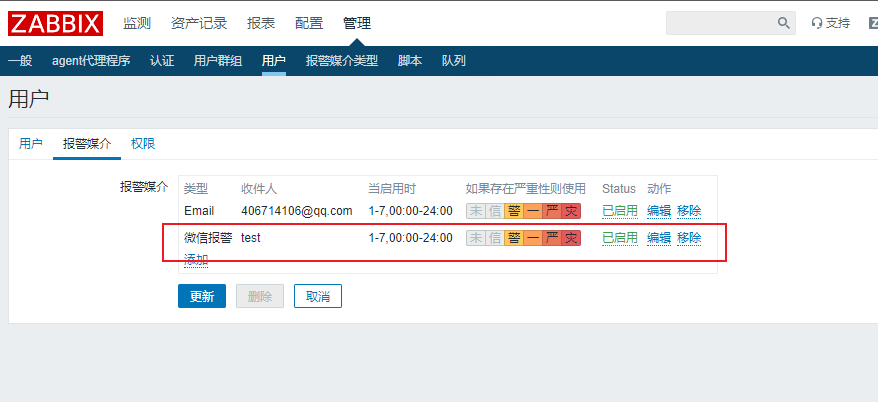 ZABBIX 监测 资产记录 报表 配置 管理 支持 Z
一般 agent代理程序 认证 用户群组 用户 报警媒介类型 脚本 队列
用户
用户 报警媒介 权限
报警媒介 类型 收件人 当启用时 如果存在严重性则使用 Status 动作
Email 406714106@qq.com 1-7,00:00-24:00 未 信 警 一 严 灾 已启用 编辑 移除
微信报警 test 1-7,00:00-24:00 未 信 警 一 严 灾 已启用 编辑 移除
添加
更新 删除 取消